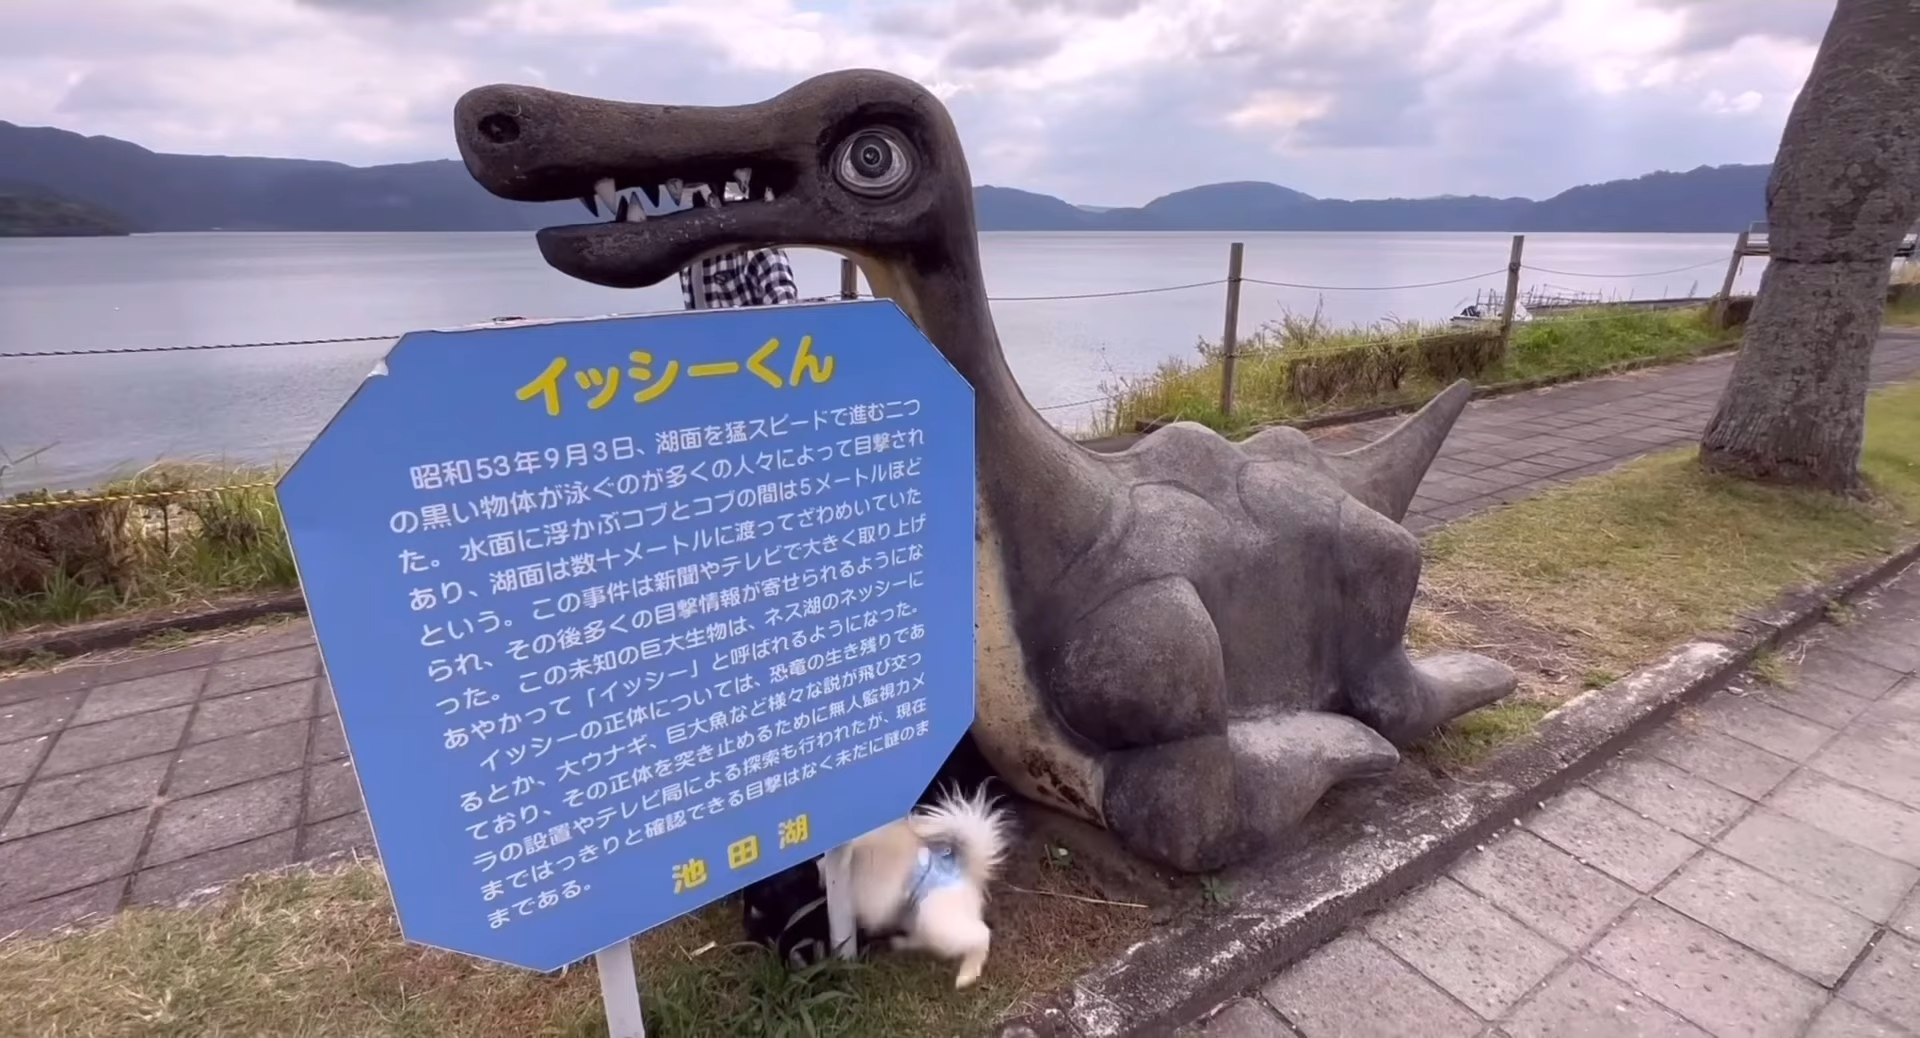 イッシーくん
昭和53年9月3日、湖面を猛スピードで進む二つ
の黒い物体が泳ぐのが多くの人々によって目撃され
た。水面に浮かぶコブとコブの間は5メートルほど
あり、湖面は数十メートルに渡ってざわめいていた
という。この事件は新聞やテレビで大きく取り上げ
られ、その後多くの目撃情報が寄せられるようにな
った。この未知の巨大生物は、ネス湖のネッシーに
あやかって「イッシー」と呼ばれるようになった。
イッシーの正体については、恐竜の生き残りであ
るとか、大ウナギ、巨大魚など様々な説が飛び交っ
ており、その正体を突き止めるために無人監視カメ
ラの設置やテレビ局による探索も行われたが、現在
まではっきりと確認できる目撃はなく未だに謎のま
まである。
池田湖